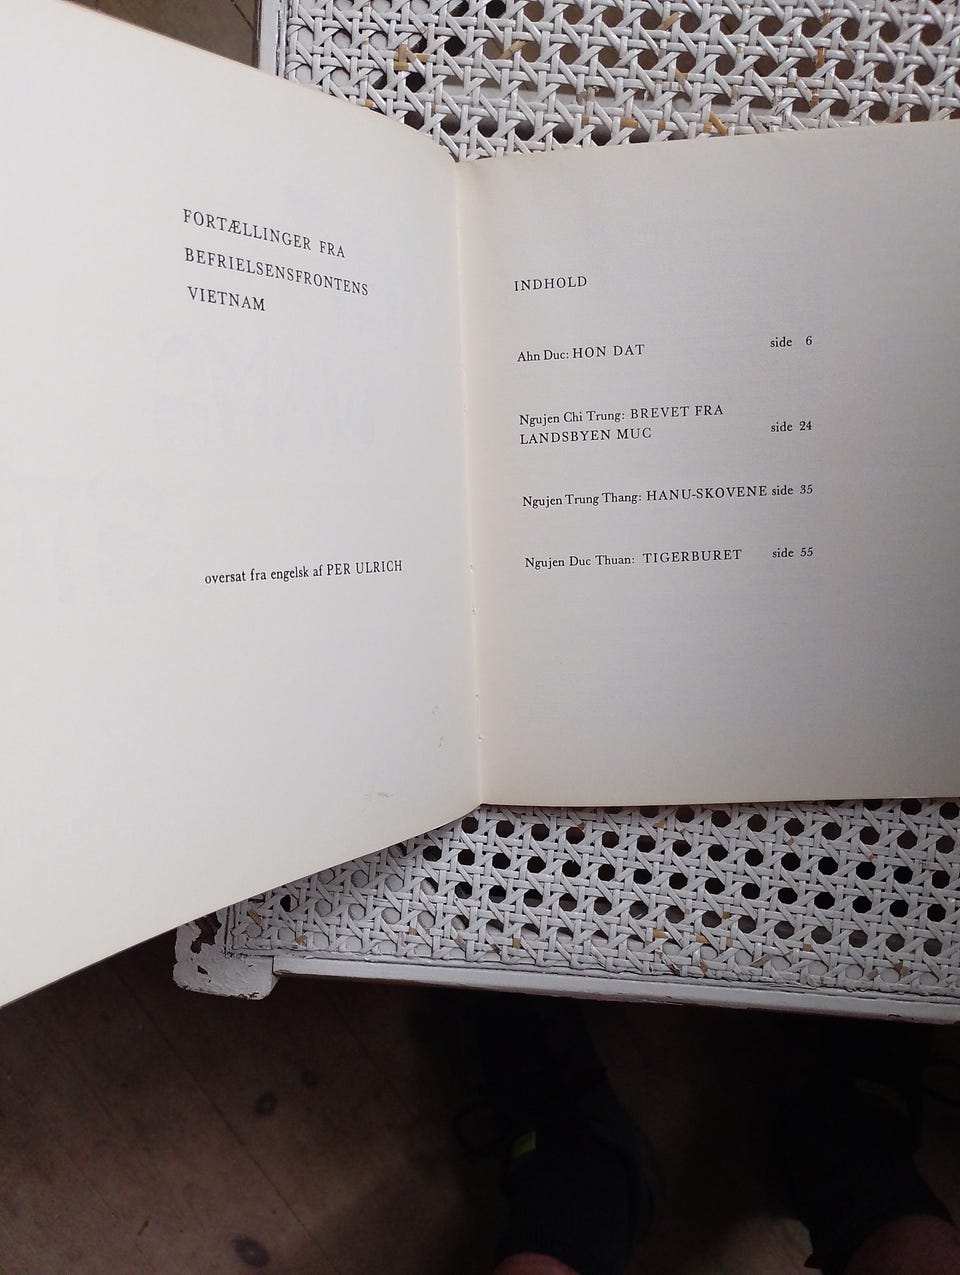 FORTÆLLINGER FRA
BEFRIELSENSFRONTENS
VIETNAM
oversat fra engelsk af PER ULRICH
INDHOLD
Ahn Duc: HON DAT side 6
Ngujen Chi Trung: BREVET FRA
LANDSBYEN MUC side 24
Ngujen Trung Thang: HANU-SKOVENE side 35
Ngujen Duc Thuan: TIGERBURET side 55